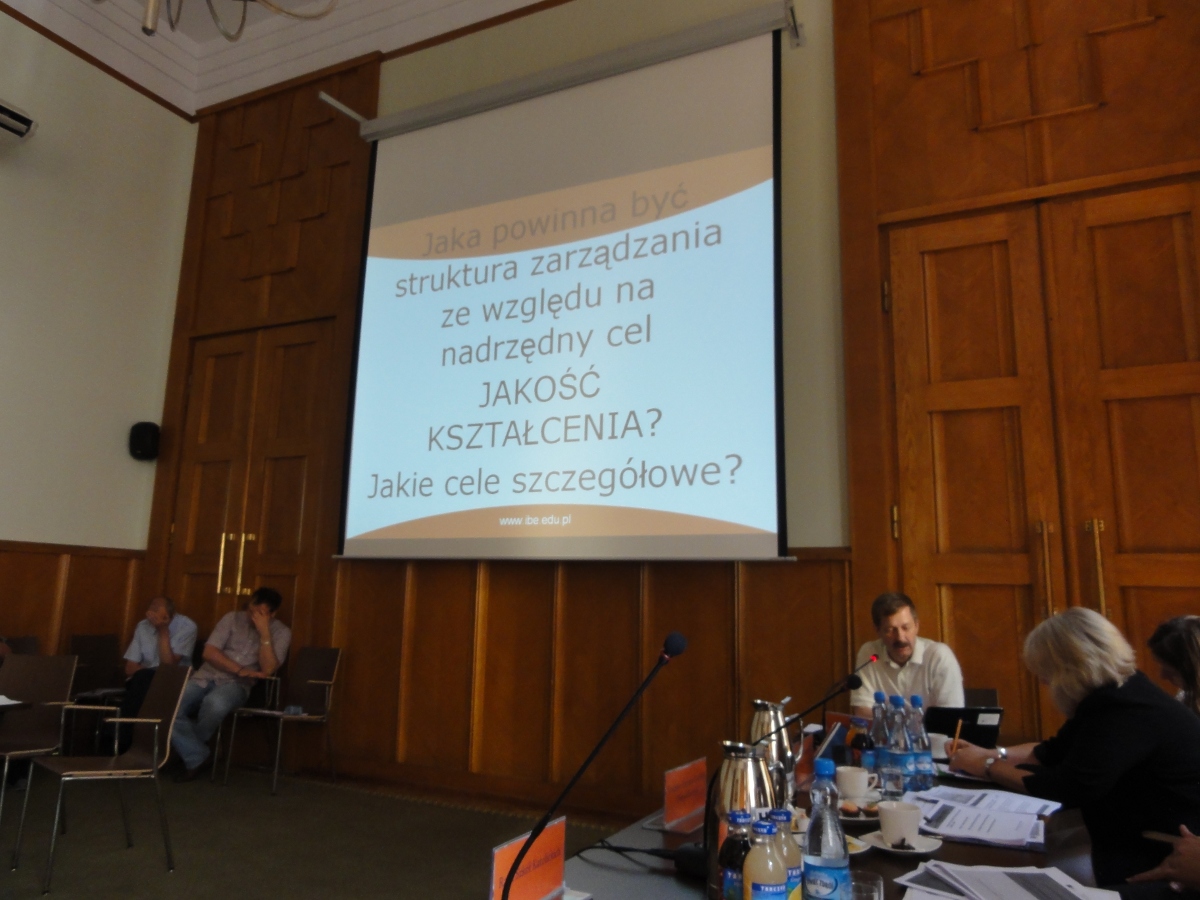 Jaka powinna być
struktura zarządzania
ze względu na
nadrzędny cel
JAKOŚĆ
KSZTAŁCENIA?
Jakie cele szczegółowe?
www.ibe.edu.pl